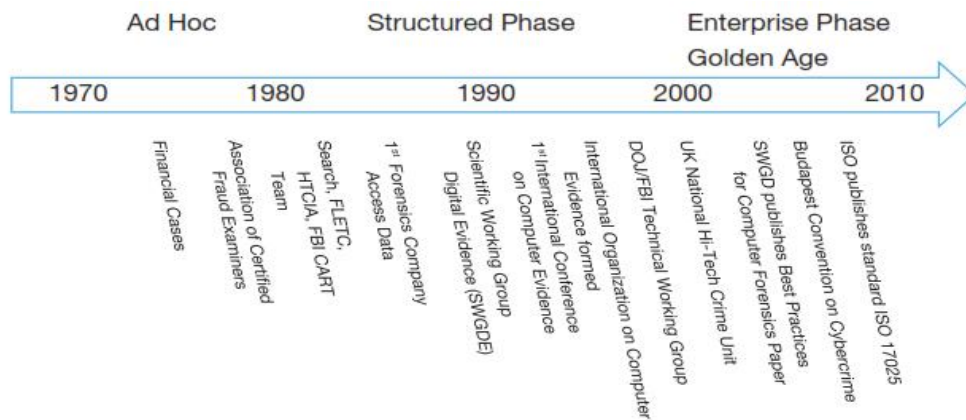 Ad Hoc
Structured Phase
Enterprise Phase
Golden Age
1970
1980
1990
2000
2010
Financial Cases
Association of Certified
Fraud Examiners
Team
Search, FLETC,
HTCIA, FBI CART
1st Forensics Company
Access Data
Scientific Working Group
Digital Evidence (SWGDE)
1st International Conference
on Computer Evidence
International Organization on Computer
Evidence formed
DOJ/FBI Technical Working Group
UK National Hi-Tech Crime Unit
SWGD publishes Best Practices
for Computer Forensics Paper
Budapest Convention on Cybercrime
ISO publishes standard ISO 17025